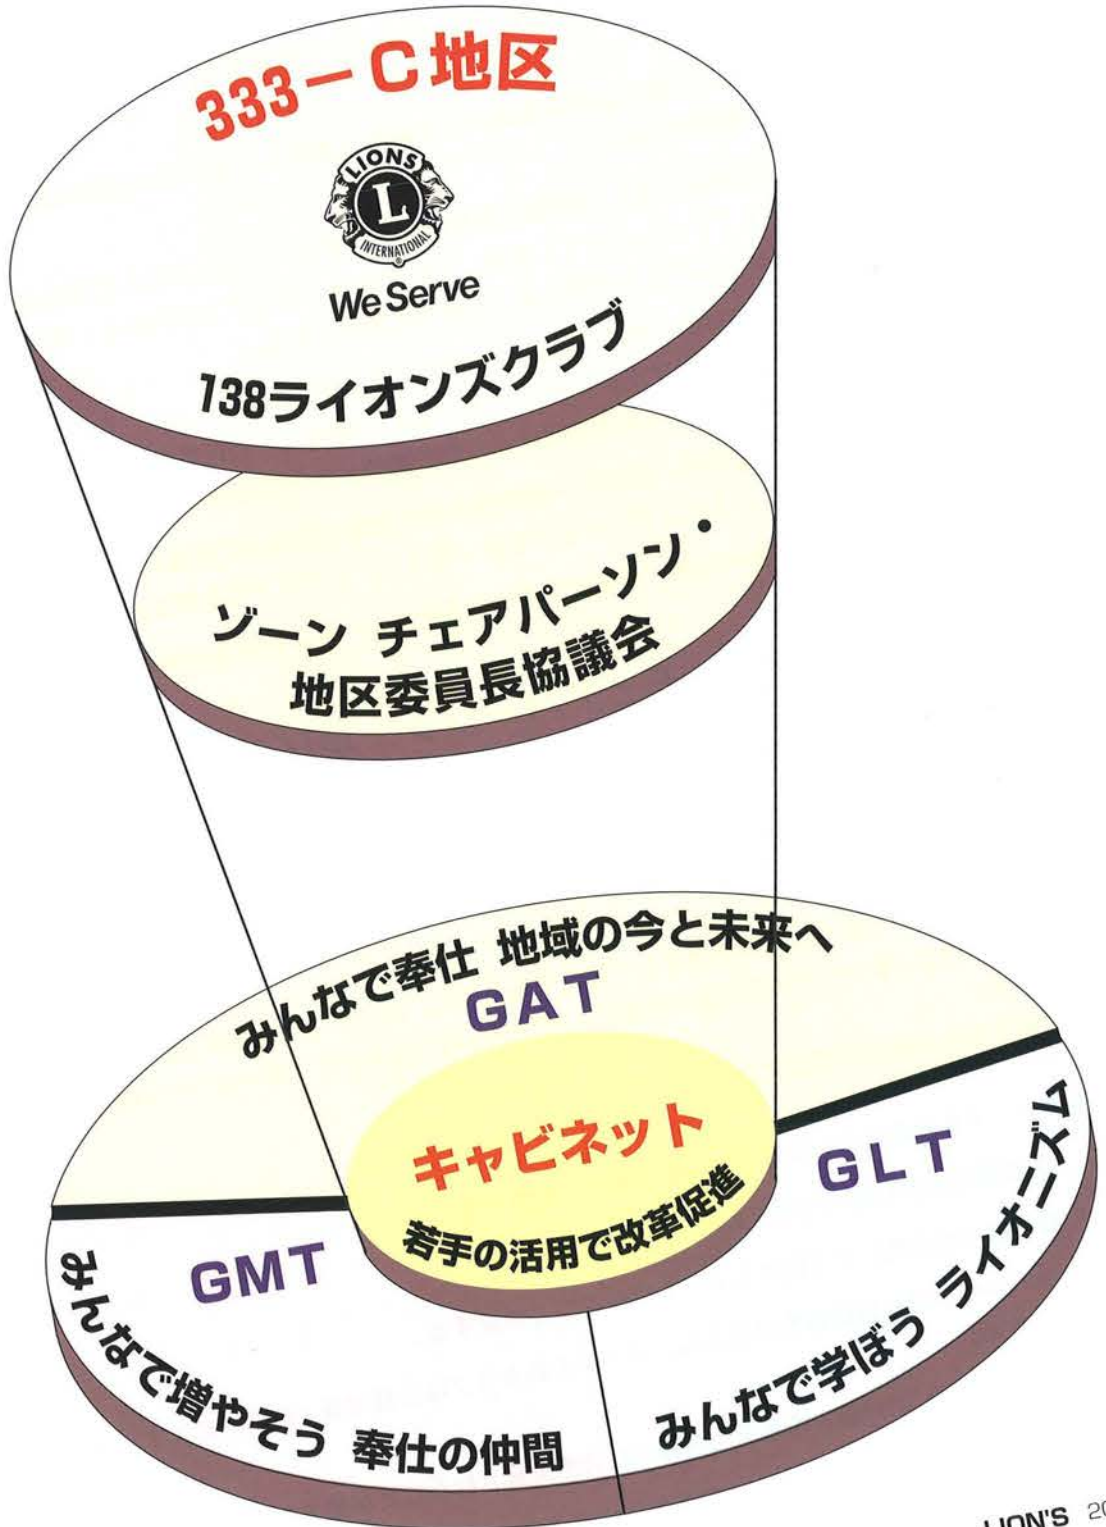 333－C地区
LIONS
L
INTERNATIONAL
®
We Serve
138ライオンズクラブ
ゾーン チェアパーソン・
地区委員長協議会
みんなで奉仕 地域の今と未来へ
GAT
キャビネット
若手の活用で改革促進
GMT
みんなで増やそう 奉仕の仲間
GLT
みんなで学ぼう ライオニズム
LION'S 20